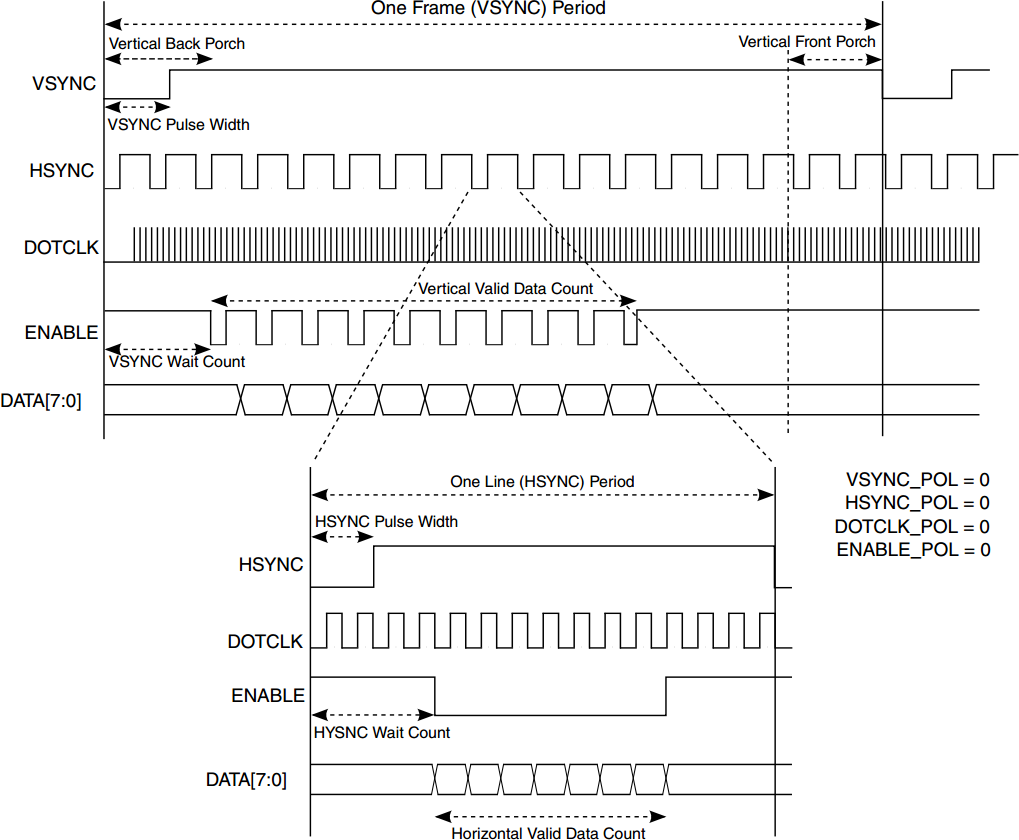 One Frame (VSYNC) Period
Vertical Back Porch
Vertical Front Porch
VSYNC
VSYNC Pulse Width
HSYNC
DOTCLK
Vertical Valid Data Count
ENABLE
VSYNC Wait Count
DATA[7:0]
One Line (HSYNC) Period
VSYNC_POL = 0
HSYNC_POL = 0
DOTCLK_POL = 0
ENABLE_POL = 0
HSYNC Pulse Width
HSYNC
DOTCLK
ENABLE
HYSNC Wait Count
DATA[7:0]
Horizontal Valid Data Count